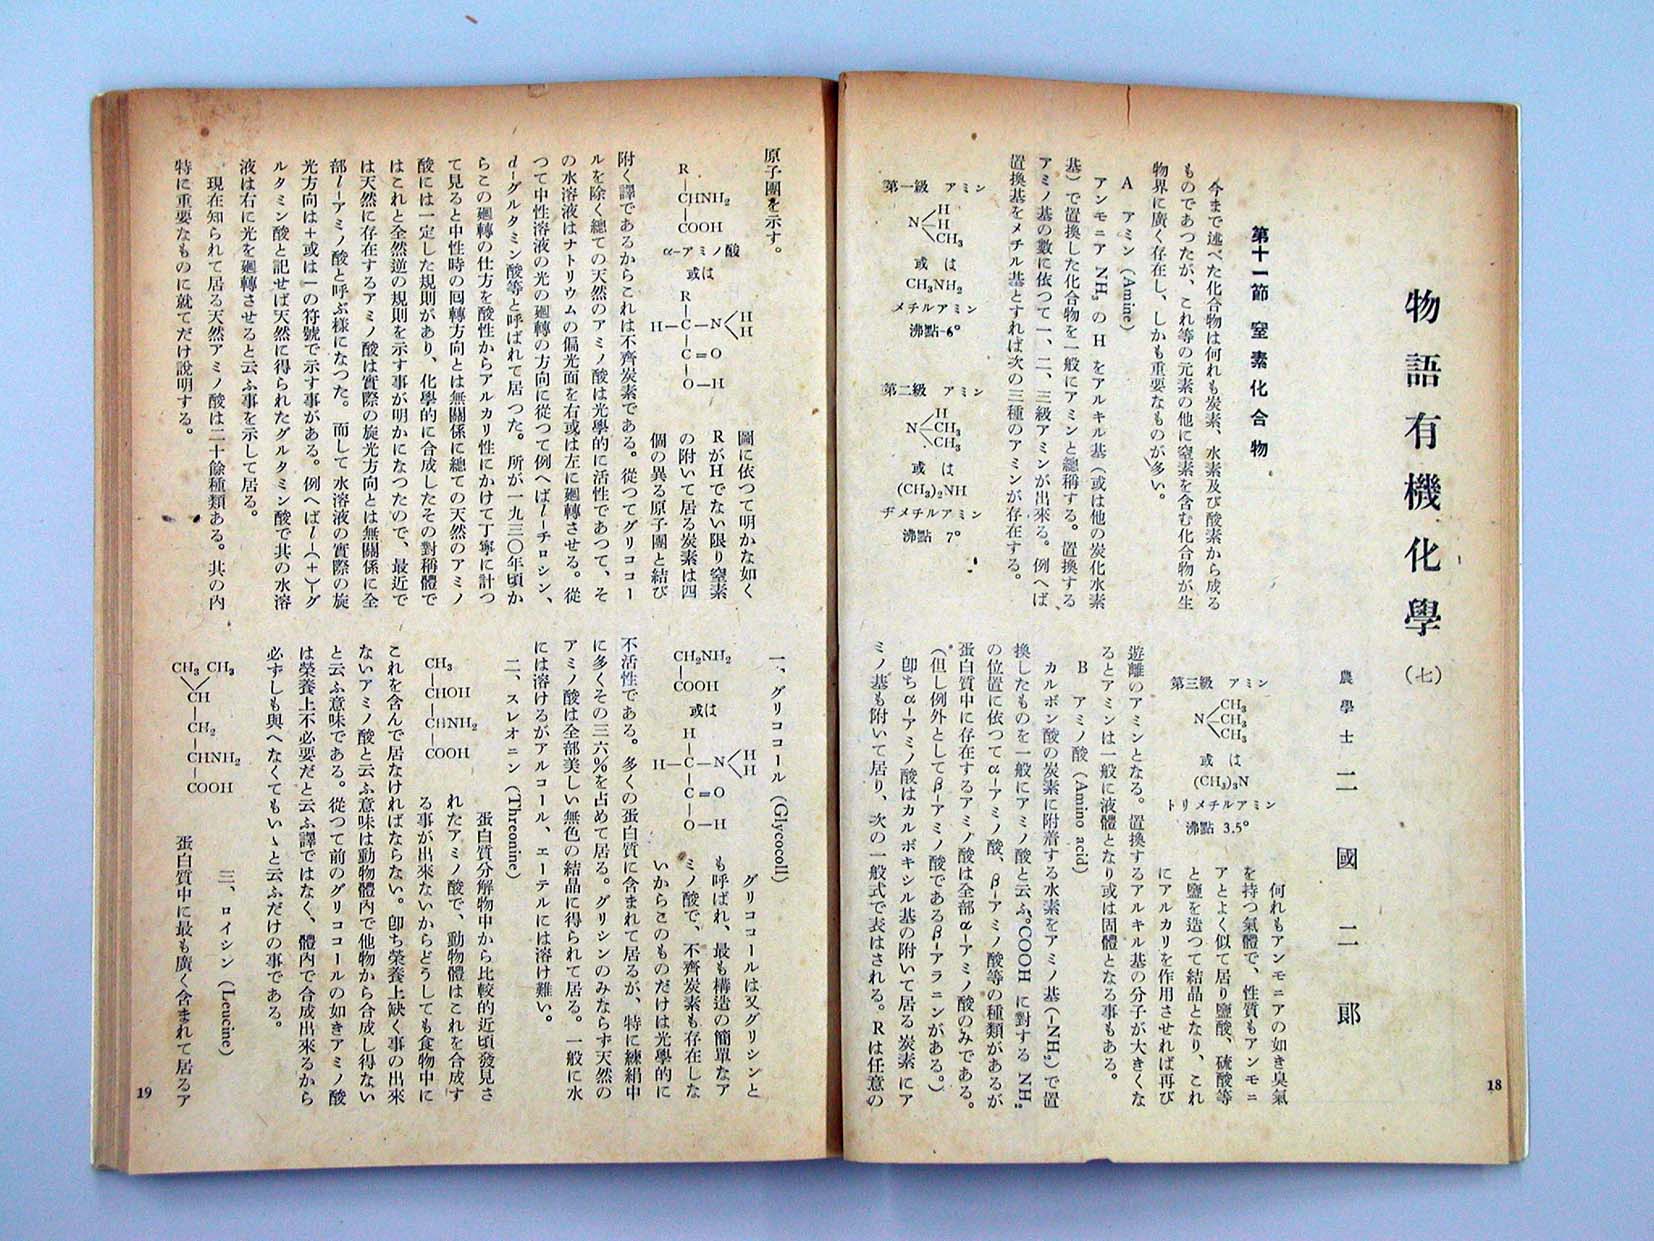 物語有機化學(七)
農學士 二國二郎
第十一節 窒素化合物
今まで述べた化合物は何れも炭素、水素及び酸素から成る
ものであつたが、これ等の元素の他に窒素を含む化合物が生
物界に廣く存在し、しかも重要なものが多い。
A アミン(Amine)
アンモニア NH₃ の H をアルキル基(或は他の炭化水素
基)で置換した化合物を一般にアミンと總稱する。置換する
アミノ基の數に依つて一、二、三級アミンが出來る。例へば
置換基をメチル基とすれば次の三種のアミンが存在する。
第一級 アミン
N
H
H
CH₃
或は
CH₃NH₂
メチルアミン
沸點-6°
第二級 アミン
N
H
CH₃
CH₃
或は
(CH₃)₂NH
ヂメチルアミン
沸點 7°
第三級 アミン
N
CH₃
CH₃
CH₃
或は
(CH₃)₃N
トリメチルアミン
沸點 3.5°
何れもアンモニアの如き臭氣
を持つ氣體で、性質もアンモニ
アとよく似て居り鹽酸、硫酸等
と鹽を造つて結晶となり、これ
にアルカリを作用させれば再び
遊離のアミンとなる。置換するアルキル基の分子が大きくな
るとアミンは一般に液體となり或は固體となる事もある。
B アミノ酸(Amino acid)
カルボン酸の炭素に附着する水素をアミノ基(-NH₂)で置
換したものを一般にアミノ酸と云ふ。COOH に對する NH₂
の位置に依つてα-アミノ酸、β-アミノ酸等の種類があるが
蛋白質中に存在するアミノ酸は全部α-アミノ酸のみである。
(但し例外としてβ-アミノ酸であるβ-アラニンがある。)
卽ちα-アミノ酸はカルボキシル基の附いて居る炭素にア
ミノ基も附いて居り、次の一般式で表はされる。Rは任意の
18
原子團を示す。
R
CHNH₂
COOH
α-アミノ酸
或は
R
H—C—N
H
H
C=O
O—H
圖に依つて明かな如く
RがHでない限り窒素
の附いて居る炭素は四
個の異る原子團と結び
附く譯であるからこれは不齊炭素である。從つてグリココー
ルを除く總ての天然のアミノ酸は光學的に活性であつて、そ
の水溶液はナトリウムの偏光面を右或は左に廻轉させる。從
つて中性溶液の光の廻轉の方向に從つて例へばl-チロシン、
d-グルタミン酸等と呼ばれて居つた。所が一九三〇年頃か
らこの廻轉の仕方を酸性からアルカリ性にかけて丁寧に計つ
て見ると中性時の回轉方向とは無關係に總ての天然のアミノ
酸には一定した規則があり、化學的に合成したその對稱體で
はこれと全然逆の規則を示す事が明かになつたので、最近で
は天然に存在するアミノ酸は實際の旋光方向とは無關係に全
部l-アミノ酸と呼ぶ樣になつた。而して水溶液の實際の旋
光方向は+或は−の符號で示す事がある。例へばl-(+)-グ
ルタミン酸と記せば天然に得られたグルタミン酸で共の水溶
液は右に光を廻轉させると云ふ事を示して居る。
現在知られて居る天然アミノ酸は二十餘種類ある。共の內
特に重要なものに就てだけ說明する。
一、グリココール(Glycocoll)
CH₂NH₂
COOH
或は
H
H—C—N
H
H
C=O
O—H
グリココールは又グリシンと
も呼ばれ、最も構造の簡單なア
ミノ酸で、不齊炭素も存在しな
いからこのものだけは光學的に
不活性である。多くの蛋白質に含まれて居るが、特に練絹中
に多くその三六%を占めて居る。グリシンのみならず天然の
アミノ酸は全部美しい無色の結晶に得られて居る。一般に水
には溶けるがアルコール、エーテルには溶け難い。
二、スレオニン(Threonine)
CH₃
CHOH
CHNH₂
COOH
蛋白質分解物中から比較的近頃發見さ
れたアミノ酸で、動物體はこれを合成す
る事が出來ないからどうしても食物中に
これを含んで居なければならない。卽ち榮養上缺く事の出來
ないアミノ酸と云ふ意味は動物體內で他物から合成し得ない
と云ふ意味である。從つて前のグリココールの如きアミノ酸
は榮養上不必要だと云ふ譯ではなく、體內で合成出來るから
必ずしも與へなくてもいゝと云ふだけの事である。
三、ロイシン(Leucine)
CH₃ CH₃
CH
CH₂
CHNH₂
COOH
蛋白質中に最も廣く含まれて居るア
19